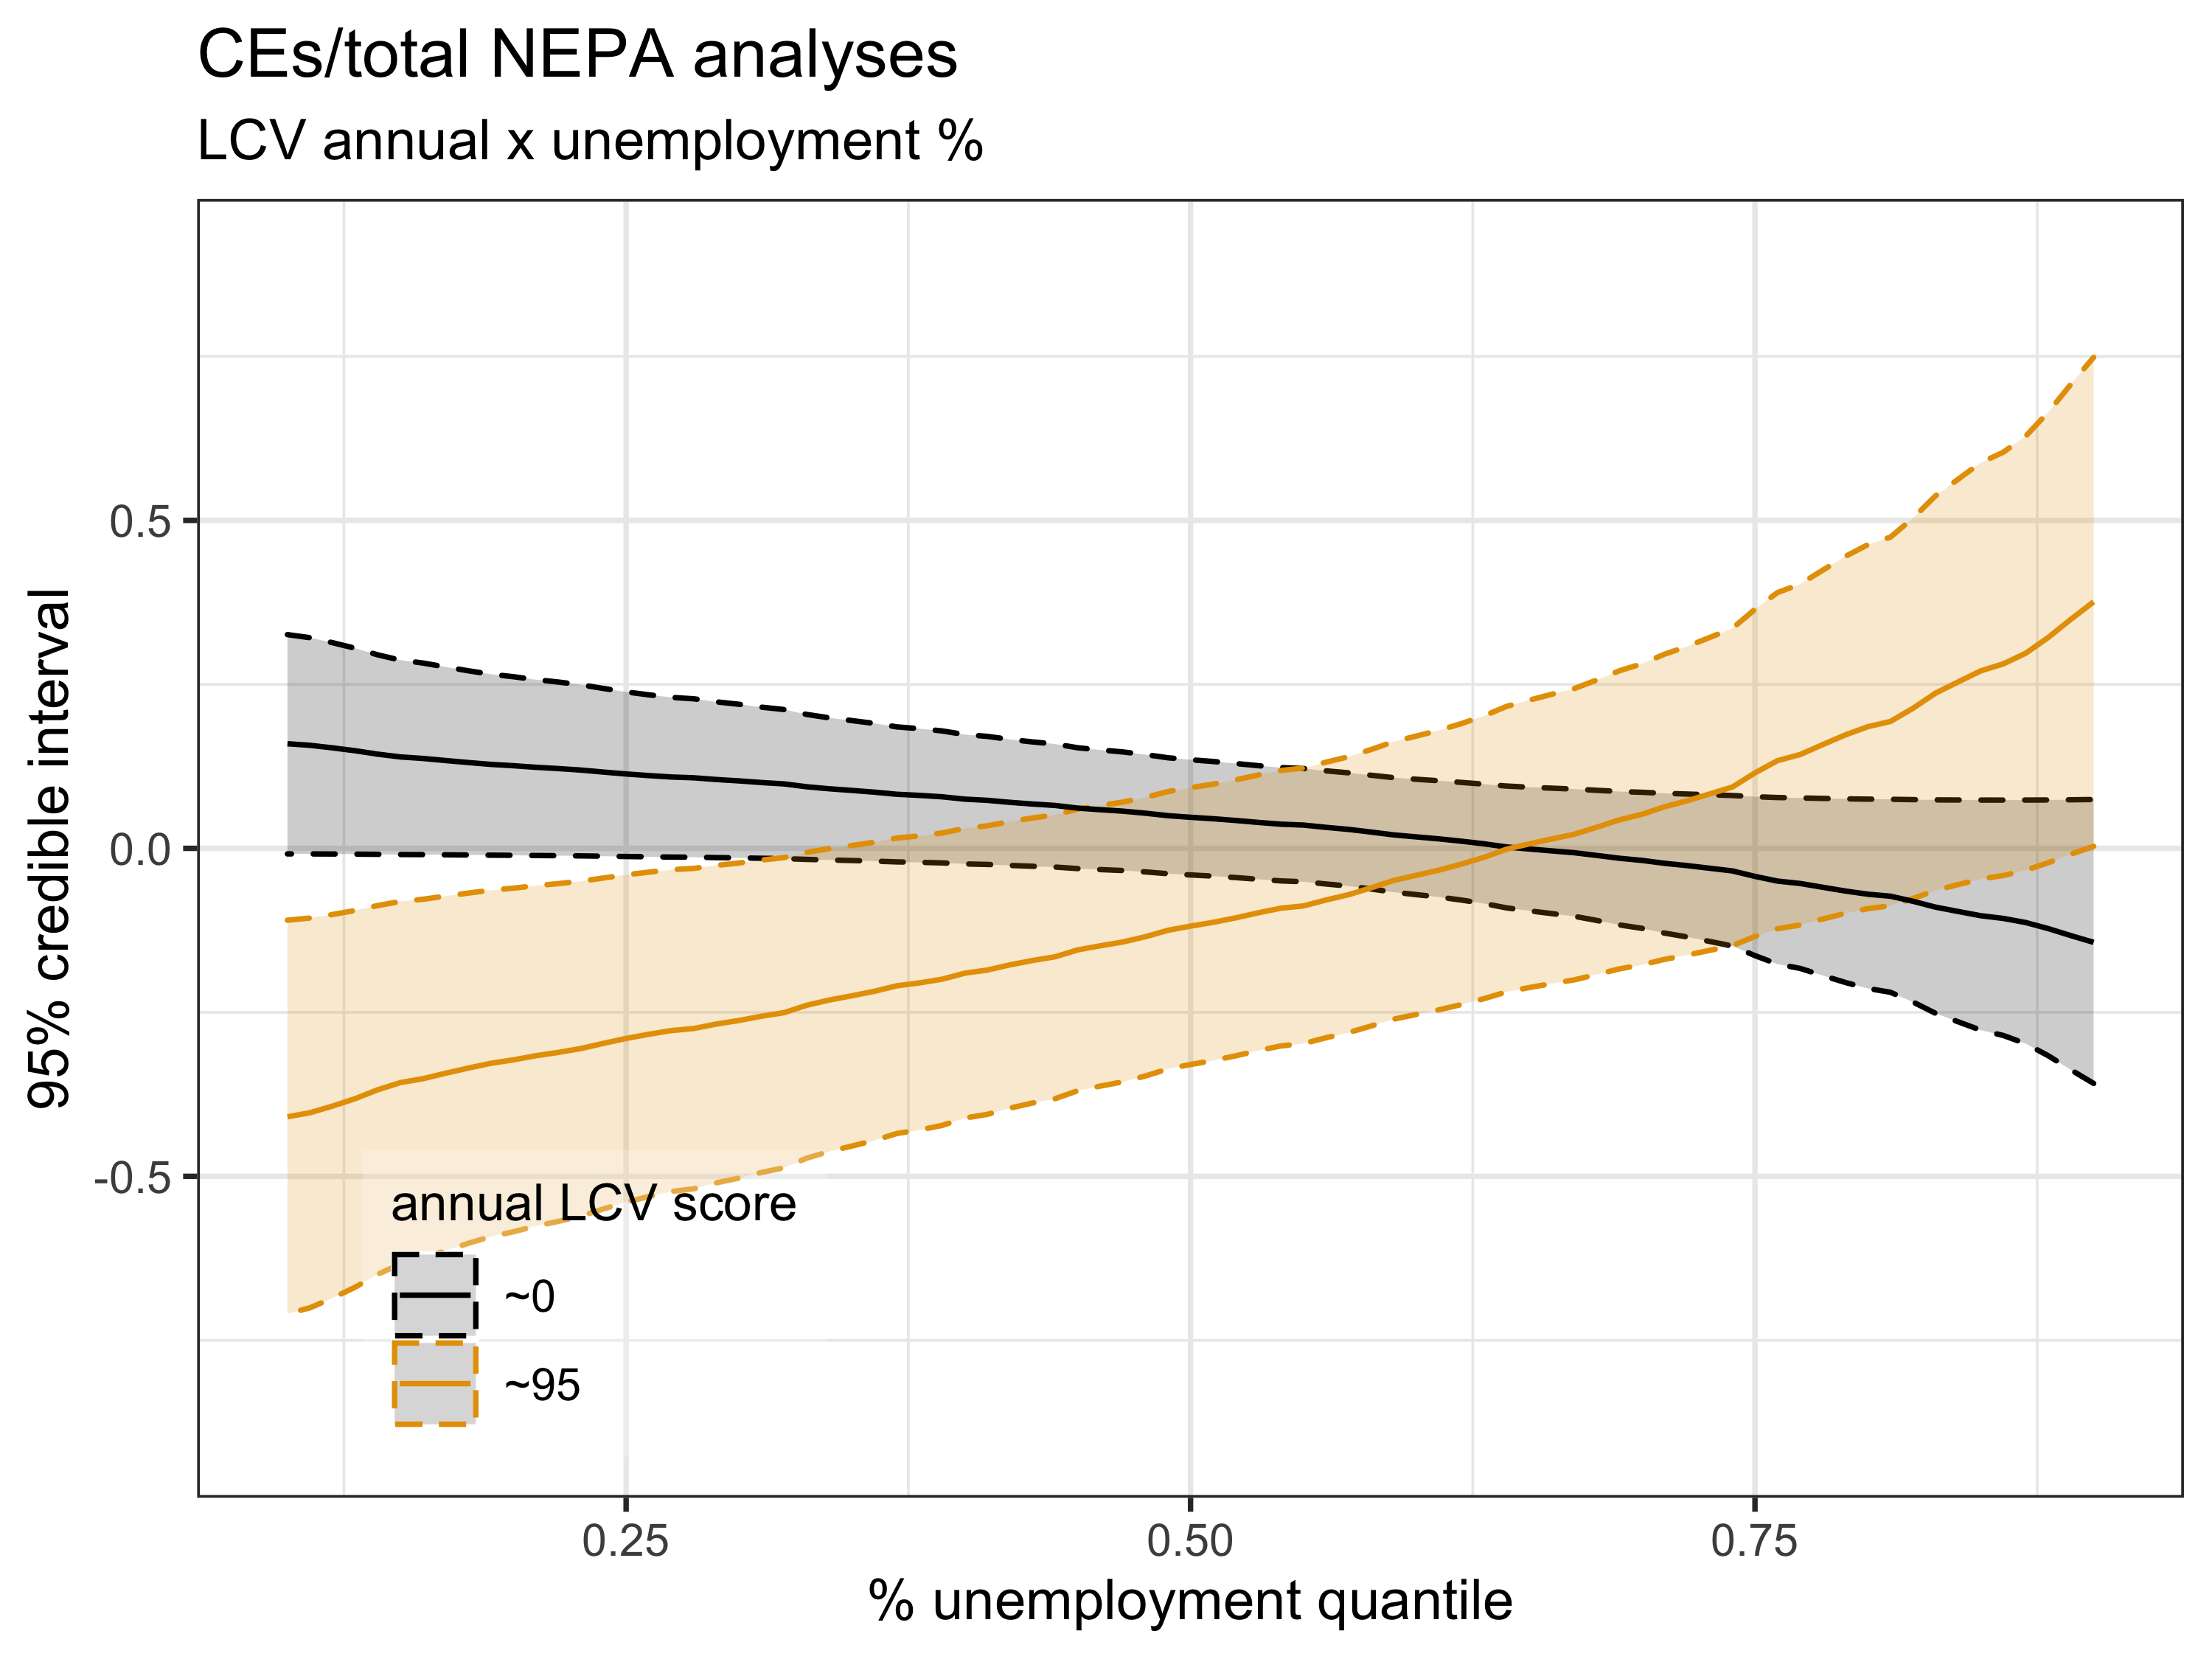 CEs/total NEPA analyses
LCV annual x unemployment %
95% credible interval
0.5
0.0
-0.5
annual LCV score
~0
~95
0.25
0.50
0.75
% unemployment quantile